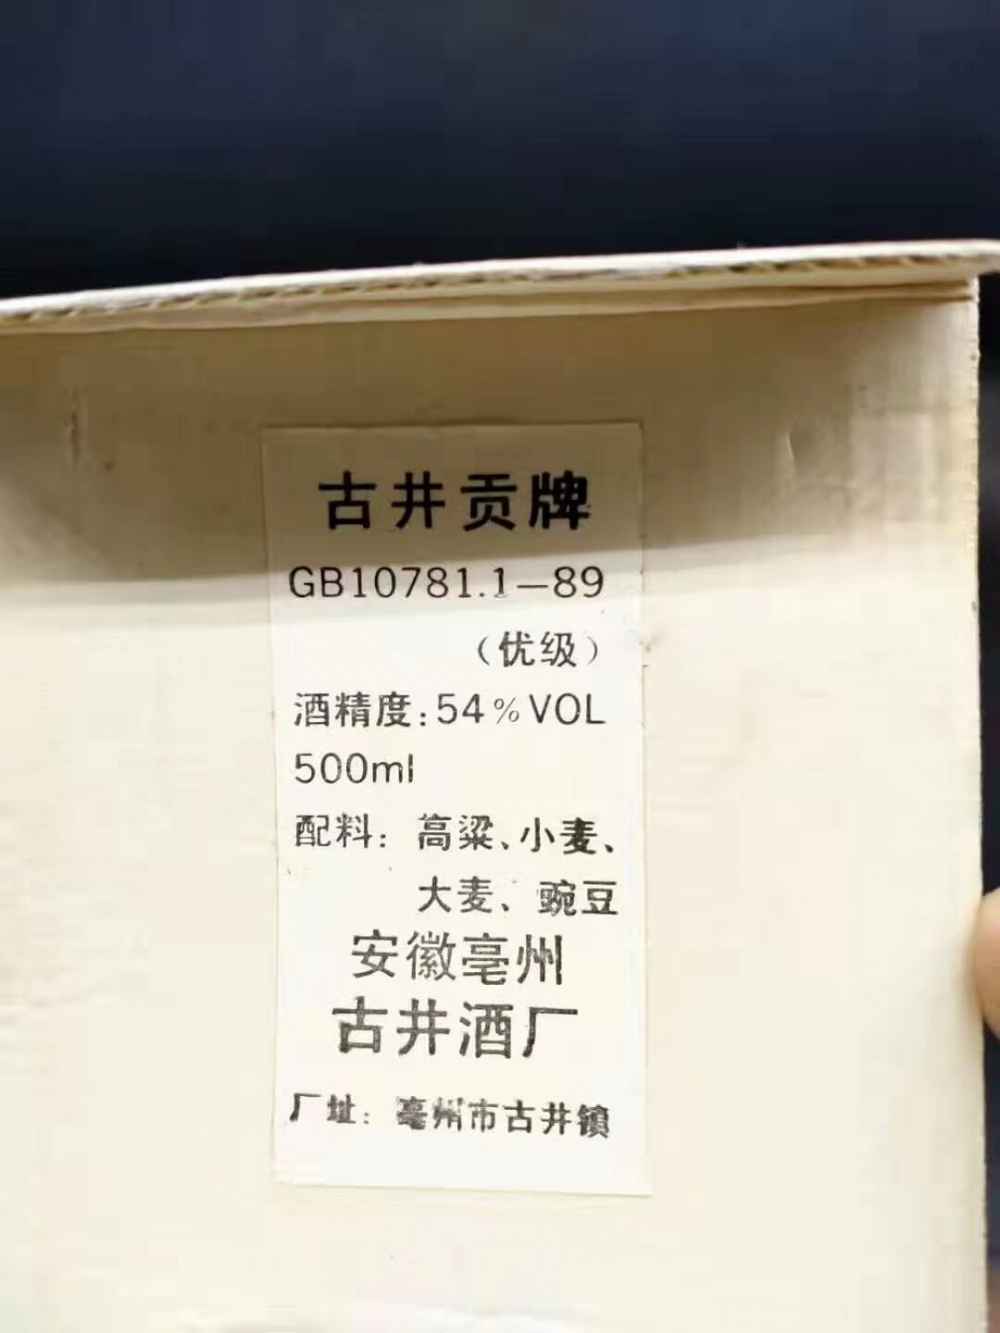 古井贡牌
GB10781.1—89
（优级）
酒精度:54%VOL
500ml
配料: 高粱、小麦、
大麦、豌豆
安徽亳州
古井酒厂
厂址: 亳州市古井镇